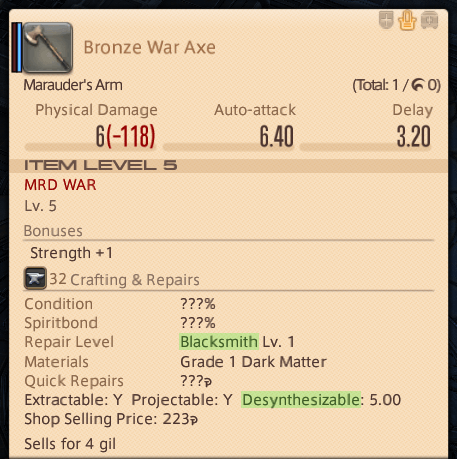 Bronze War Axe
Marauder's Arm (Total: 1 / 0)
Physical Damage Auto-attack Delay
6(-118) 6.40 3.20
ITEM LEVEL 5
MRD WAR
Lv. 5
Bonuses
Strength +1
32 Crafting & Repairs
Condition ???%
Spiritbond ???%
Repair Level Blacksmith Lv. 1
Materials Grade 1 Dark Matter
Quick Repairs ???
Extractable: Y Projectable: Y Desynthesizable: 5.00
Shop Selling Price: 223
Sells for 4 gil